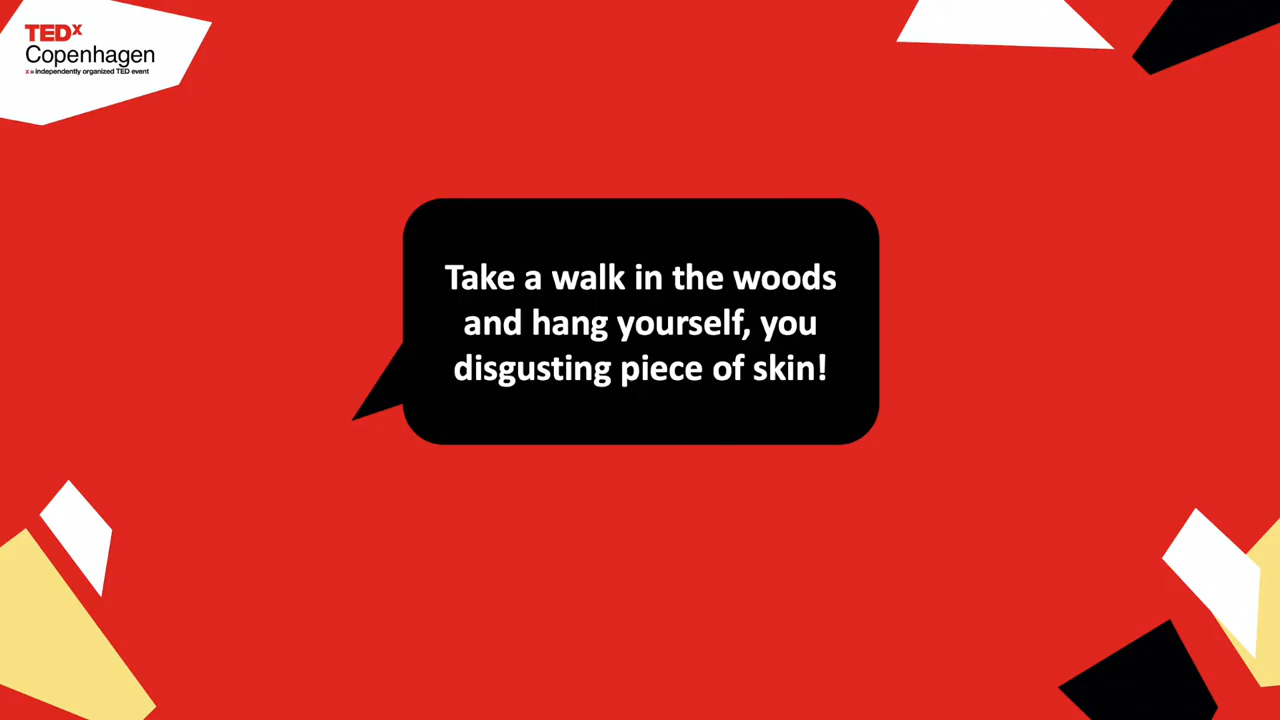 TEDx
Copenhagen
x = independently organized TED event
Take a walk in the woods
and hang yourself, you
disgusting piece of skin!